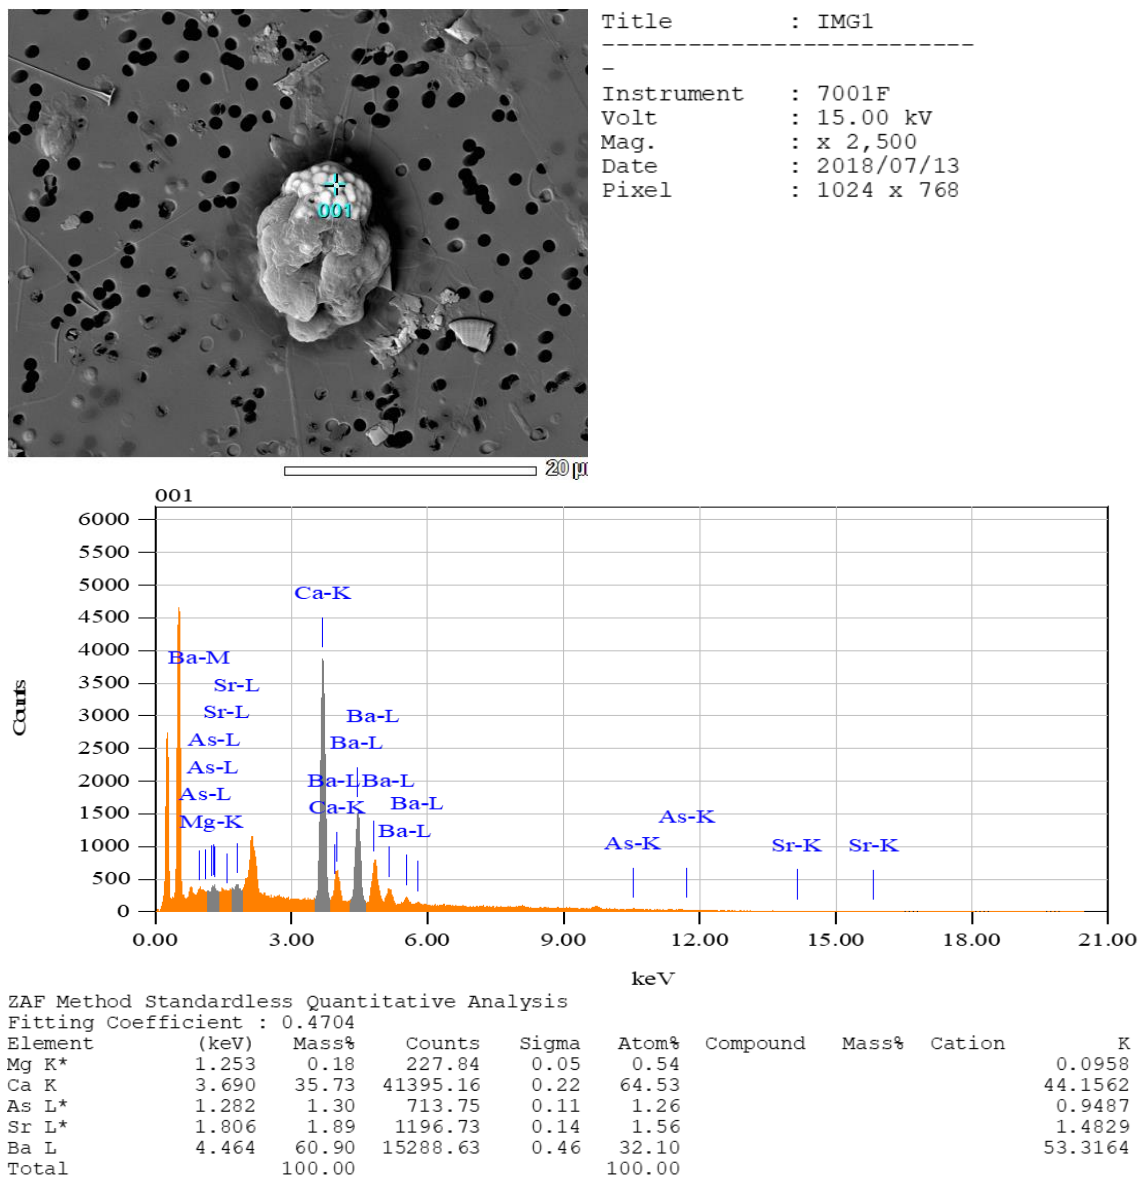 Title : IMG1
--------------------------
-
Instrument : 7001F
Volt : 15.00 kV
Mag. : x 2,500
Date : 2018/07/13
Pixel : 1024 x 768
001
20 µ
001
6000
5500
5000
4500
4000
3500
3000
2500
2000
1500
1000
500
0
Counts
Ca-K
Ba-M
Sr-L
Sr-L
Ba-L
As-L
Ba-L
As-L
Ba-L Ba-L
As-L
Ca-K
Ba-L
Mg-K
Ba-L
As-K
As-K
Sr-K
Sr-K
0.00 3.00 6.00 9.00 12.00 15.00 18.00 21.00
keV
ZAF Method Standardless Quantitative Analysis
Fitting Coefficient : 0.4704
Element (keV) Mass% Counts Sigma Atom% Compound Mass% Cation K
Mg K* 1.253 0.18 227.84 0.05 0.54 0.0958
Ca K 3.690 35.73 41395.16 0.22 64.53 44.1562
As L* 1.282 1.30 713.75 0.11 1.26 0.9487
Sr L* 1.806 1.89 1196.73 0.14 1.56 1.4829
Ba L 4.464 60.90 15288.63 0.46 32.10 53.3164
Total 100.00 100.00